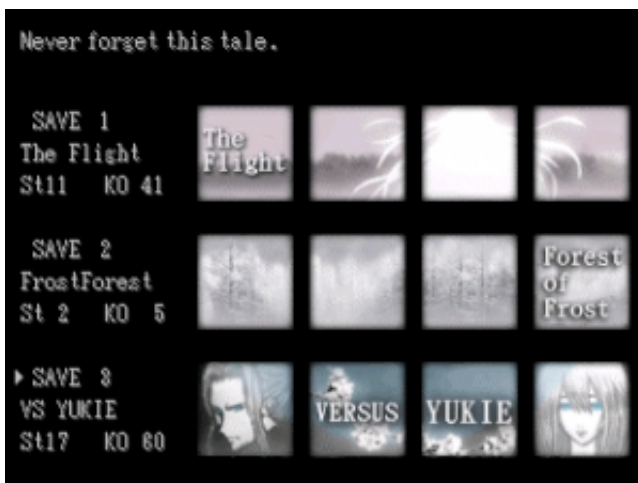 Never forget this tale.
SAVE 1
The Flight
St11 KO 41
The
Flight
SAVE 2
FrostForest
St 2 KO 5
Forest
of
Frost
SAVE 3
VS YUKIE
St17 KO 60
VERSUS
YUKIE